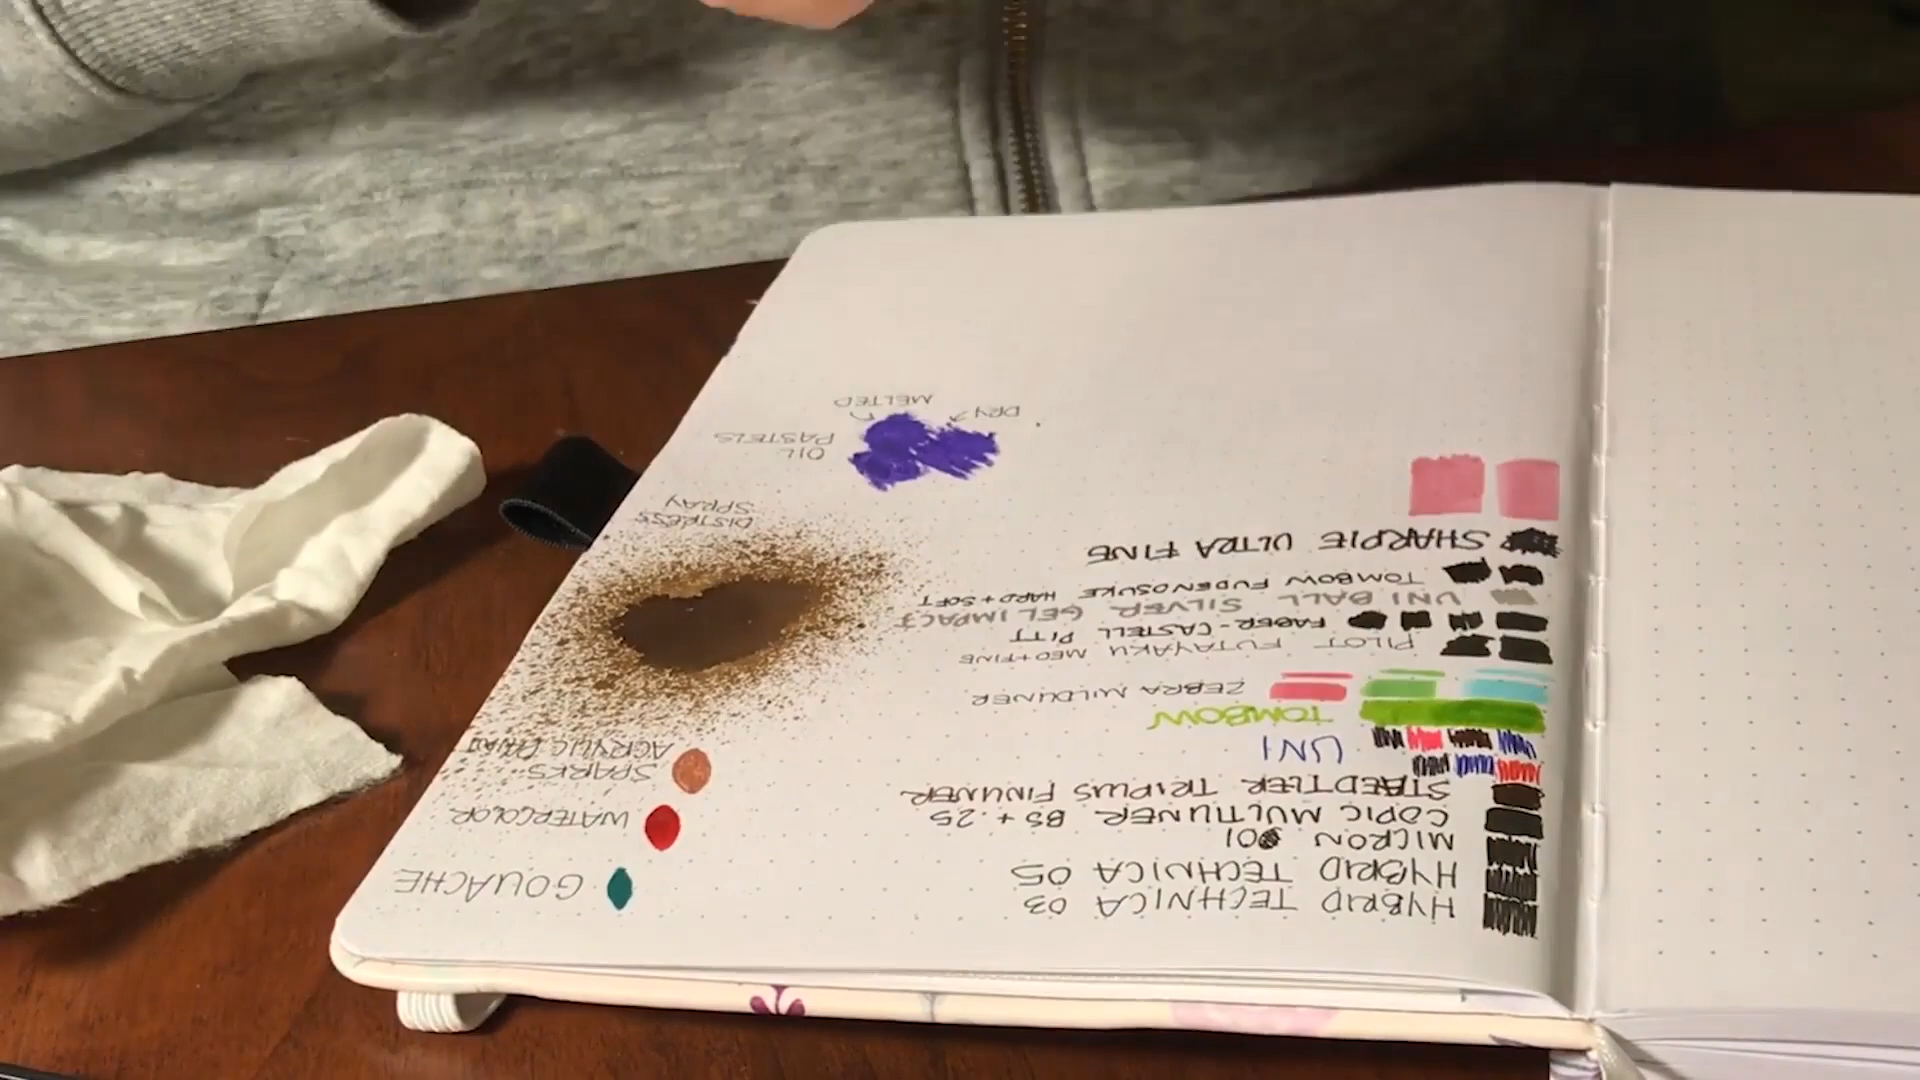 HYBRID TECHNICA 03
HYBRID TECHNICA 05
MICRON 01
COPIC MULTILINER BS + .25
STAEDTLER TRIPLUS FINLINER
UNI
TOMBOW
ZEBRA MILDLINER
PILOT FUTAYAKU MED+FINE
FABER-CASTELL PITT
UNI BALL SILVER GEL IMPACT
TOMBOW FUDENOSUKE HARD+SOFT
SHARPIE ULTRA FINE
GOUACHE
WATERCOLOR
SPARKS
ACRYLIC PAINT
DISTRESS
SPRAY
OIL
PASTELS
DRY
MELTED